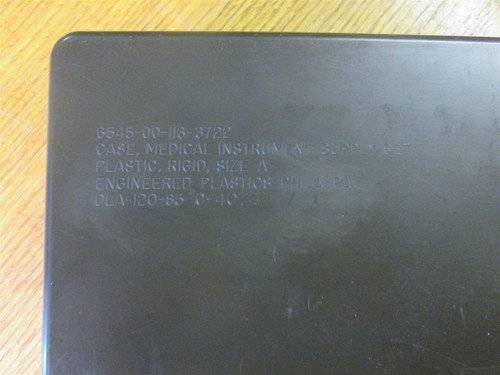 6545-00-113-3722
CASE, MEDICAL INSTRUMENT SUPPLY SET
PLASTIC, RIGID, SIZE A
ENGINEERED PLASTICS
DLA-120-85